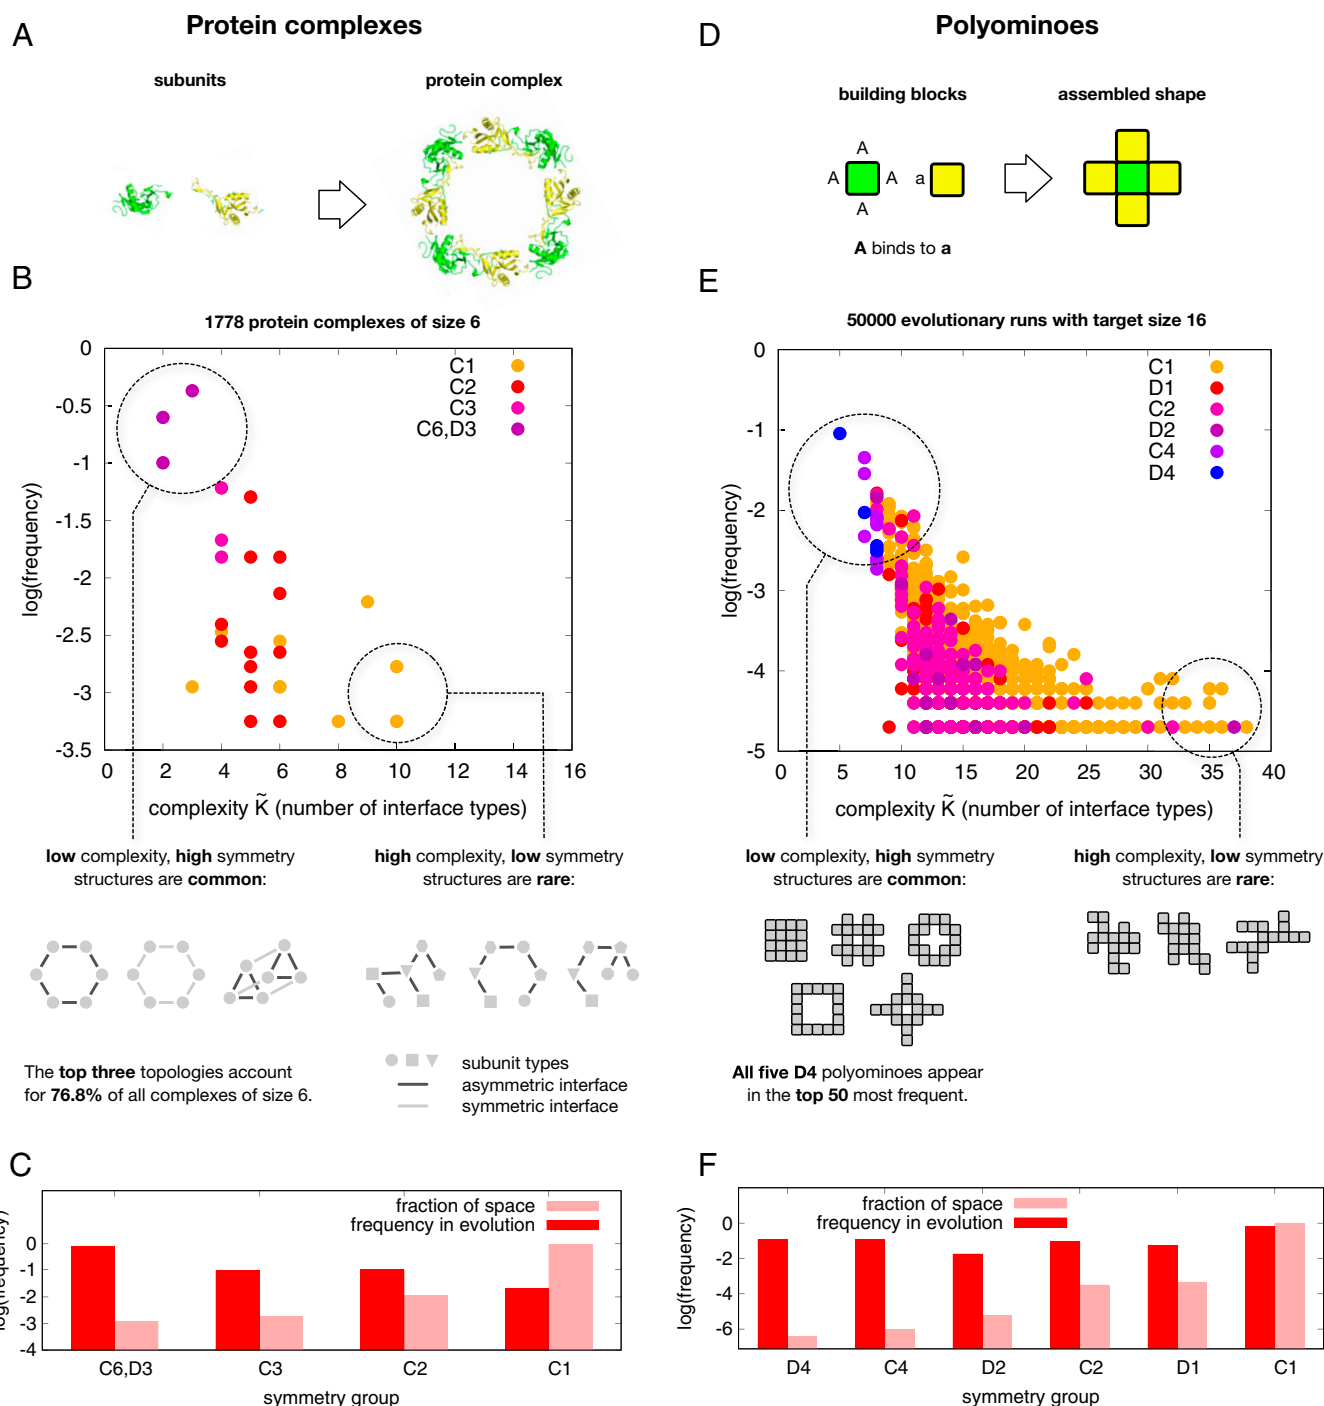 A
Protein complexes
subunits
protein complex
B
1778 protein complexes of size 6
0
-0.5
-1
-1.5
-2
-2.5
-3
-3.5
log(frequency)
C1
C2
C3
C6,D3
0 2 4 6 8 10 12 14 16
complexity K̃ (number of interface types)
low complexity, high symmetry
structures are common:
high complexity, low symmetry
structures are rare:
The top three topologies account
for 76.8% of all complexes of size 6.
subunit types
asymmetric interface
symmetric interface
C
fraction of space
frequency in evolution
0
-1
-2
-3
-4
log(frequency)
C6,D3 C3 C2 C1
symmetry group
D
Polyominoes
building blocks
assembled shape
A
A A a
A
A binds to a
E
50000 evolutionary runs with target size 16
0
-1
-2
-3
-4
-5
log(frequency)
C1
D1
C2
D2
C4
D4
0 5 10 15 20 25 30 35 40
complexity K̃ (number of interface types)
low complexity, high symmetry
structures are common:
high complexity, low symmetry
structures are rare:
All five D4 polyominoes appear
in the top 50 most frequent.
F
fraction of space
frequency in evolution
0
-2
-4
-6
log(frequency)
D4 C4 D2 C2 D1 C1
symmetry group